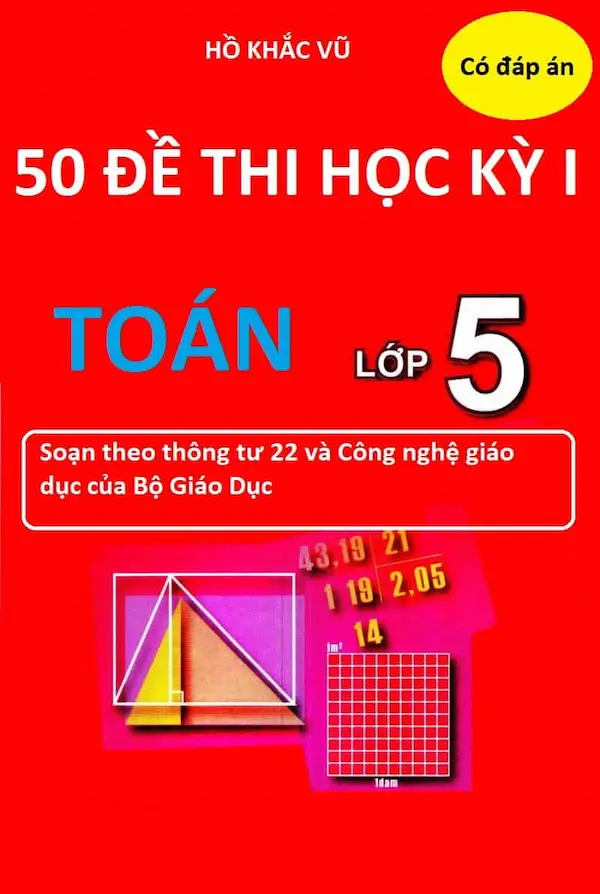 HỒ KHẮC VŨ
Có đáp án
50 ĐỀ THI HỌC KỲ I
TOÁN
LỚP 5
Soạn theo thông tư 22 và Công nghệ giáo
dục của Bộ Giáo Dục
43,19 21
1 19 2,05
14
1m²
1dam